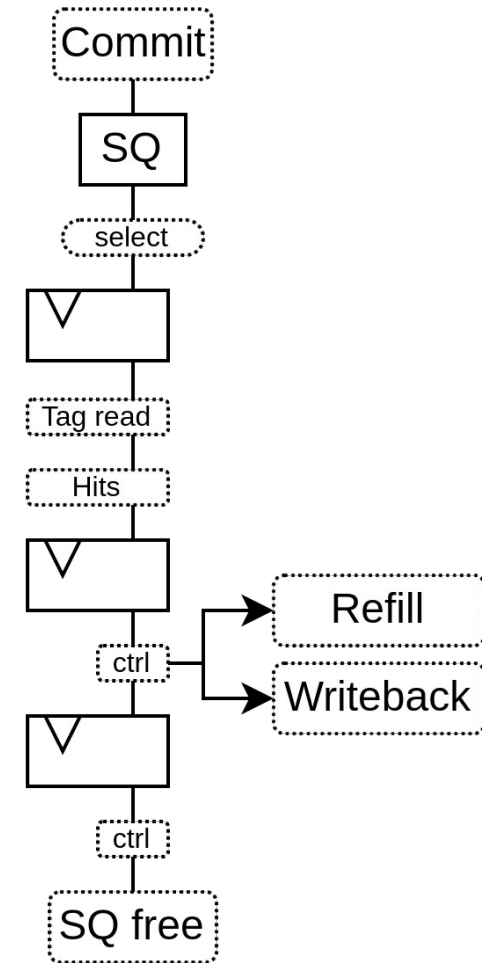 Commit
SQ
select
Tag read
Hits
Refill
ctrl
Writeback
ctrl
SQ free